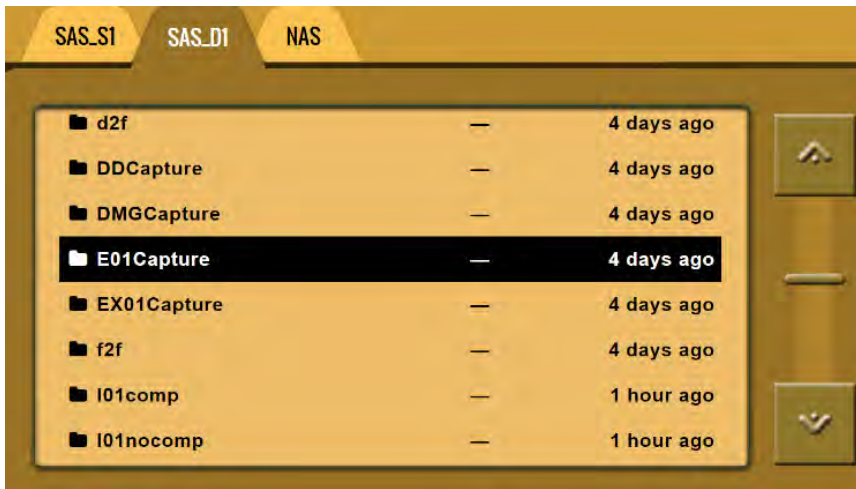 SAS_S1 SAS_D1 NAS
d2f — 4 days ago
DDCapture — 4 days ago
DMGCapture — 4 days ago
E01Capture — 4 days ago
EX01Capture — 4 days ago
f2f — 4 days ago
l01comp — 1 hour ago
l01nocomp — 1 hour ago